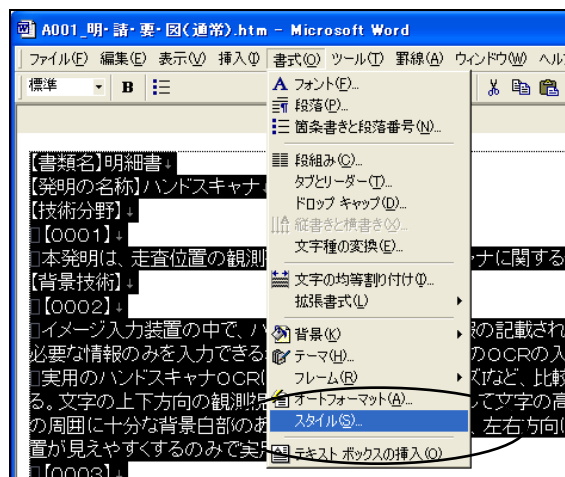 A001_明・請・要・図(通常).htm - Microsoft Word
ファイル(F) 編集(E) 表示(V) 挿入(I) 書式(O) ツール(T) 罫線(A) ウィンドウ(W)
標準 B
フォント(F)...
段落(P)...
箇条書きと段落番号(N)...
段組み(C)...
タブとリーダー(T)...
ドロップ キャップ(D)...
縦書きと横書き(X)...
文字種の変換(E)...
文字の均等割り付け(I)...
拡張書式(L)
背景(K)
テーマ(H)...
フレーム(R)
オートフォーマット(A)...
スタイル(S)...
テキスト ボックスの挿入(O)
【書類名】明細書↓
【発明の名称】ハンドスキャナ
【技術分野】↓
【0001】↓
本発明は、走査位置の観測 ナに関する
【背景技術】↓
【0002】↓
イメージ入力装置の中で、 の記載され
必要な情報のみを入力できる のOCRの入
実用のハンドスキャナOCR( など、比較
る。文字の上下方向の観測 して文字の高
の周囲に十分な背景白部のあ 、左右方向に
置が見えやすくするのみで実
【0003】↓